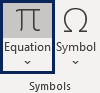 π Ω
Equation Symbol
Symbols